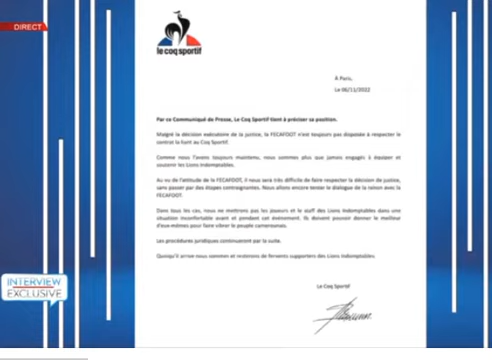 DIRECT
le coq sportif
À Paris,
Le 06/11/2022
Par ce Communiqué de Presse, Le Coq Sportif tient à préciser sa position.
Malgré la décision exécutoire de la justice, la FECAFOOT n'est toujours pas disposée à respecter le
contrat la liant au Coq Sportif.
Comme nous l'avons toujours maintenu, nous sommes plus que jamais engagés à équiper et
soutenir les Lions Indomptables.
Au vu de l'attitude de la FECAFOOT, il nous sera très difficile de faire respecter la décision de justice,
sans passer par des étapes contraignantes. Nous allons encore tenter le dialogue de la raison avec la
FECAFOOT.
Dans tous les cas, nous ne mettrons pas les joueurs et le staff des Lions Indomptables dans une
situation inconfortable avant et pendant cet évènement. Ils doivent pouvoir donner le meilleur
d'eux-mêmes pour faire vibrer le peuple camerounais.
Les procédures juridiques continueront par la suite.
Quoiqu'il arrive nous sommes et resterons de fervents supporters des Lions Indomptables.
Le Coq Sportif
INTERVIEW
EXCLUSIVE